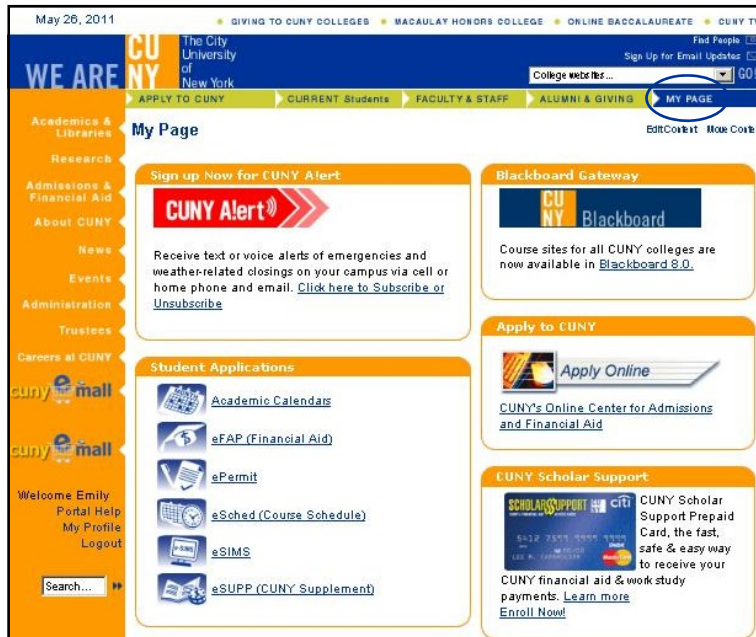 May 26, 2011
GIVING TO CUNY COLLEGES MACAULAY HONORS COLLEGE ONLINE BACCALAUREATE CUNY
WE ARE
CU
NY
The City
University
of
New York
Find People
Sign Up for Email Updates
College websites ...
GO!
APPLY TO CUNY CURRENT Students FACULTY & STAFF ALUMNI & GIVING MY PAGE
Academics &
Libraries
Research
Admissions &
Financial Aid
About CUNY
News
Events
Administration
Trustees
Careers at CUNY
cuny e mall
cuny e mall
Welcome Emily
Portal Help
My Profile
Logout
Search...
My Page
Edit Content Move
Sign up Now for CUNY Alert
CUNY Alert
Receive text or voice alerts of emergencies and
weather-related closings on your campus via cell or
home phone and email. Click here to Subscribe or
Unsubscribe
Student Applications
Academic Calendars
eFAP (Financial Aid)
ePermit
eSched (Course Schedule)
eSIMS
eSUPP (CUNY Supplement)
Blackboard Gateway
CU
NY Blackboard
Course sites for all CUNY colleges are
now available in Blackboard 8.0.
Apply to CUNY
Apply Online
CUNY's Online Center for Admissions
and Financial Aid
CUNY Scholar Support
SCHOLAR SUPPORT citi
5412 7599 9999 9999
DEBIT
MasterCard
CUNY Scholar
Support Prepaid
Card, the fast,
safe & easy way
to receive your
CUNY financial aid & work study
payments. Learn more
Enroll Now!